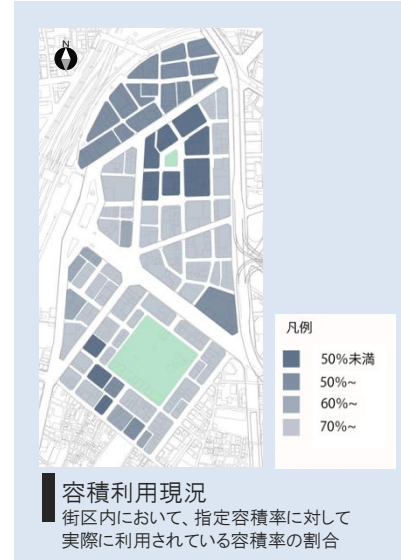 N
凡例
50%未満
50%~
60%~
70%~
容積利用現況
街区内において、指定容積率に対して
実際に利用されている容積率の割合